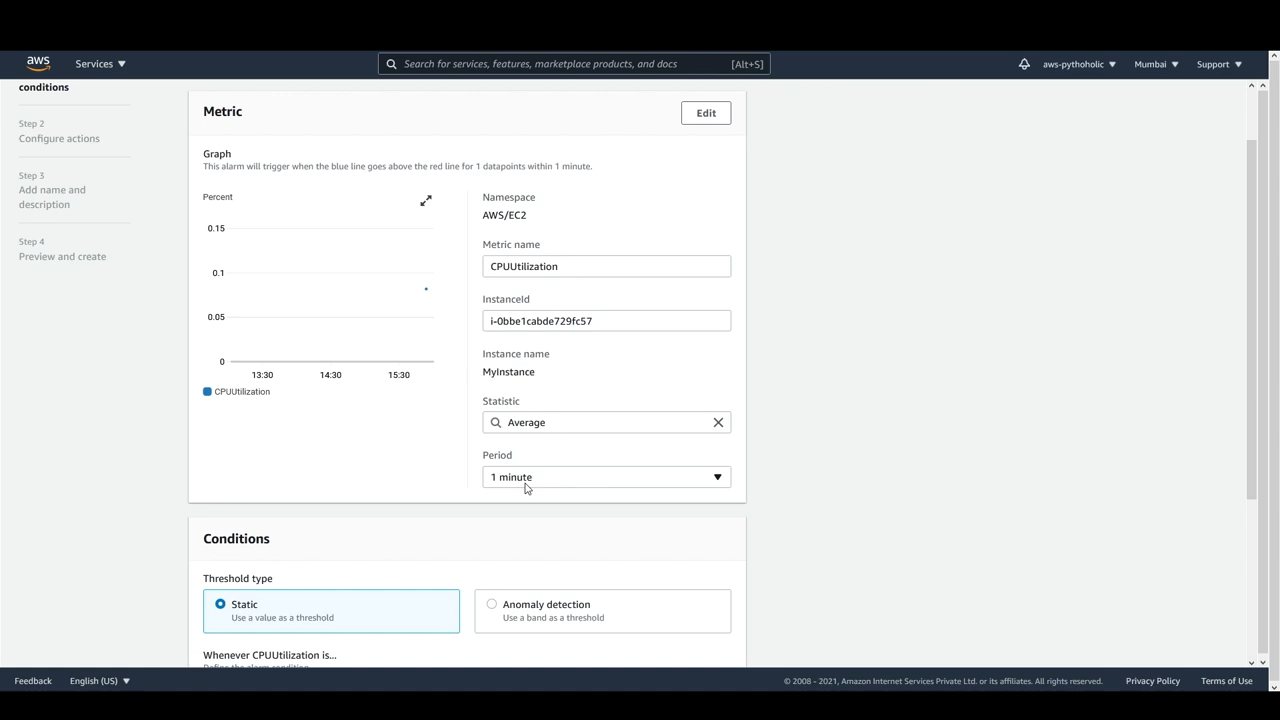 aws
Services
Search for services, features, marketplace products, and docs
[Alt+S]
aws-pythoholic
Mumbai
Support
conditions
Step 2
Configure actions
Step 3
Add name and
description
Step 4
Preview and create
Metric
Edit
Graph
This alarm will trigger when the blue line goes above the red line for 1 datapoints within 1 minute.
Percent
0.15
0.1
0.05
0
13:30
14:30
15:30
CPUUtilization
Namespace
AWS/EC2
Metric name
CPUUtilization
InstanceId
i-0bbe1cabde729fc57
Instance name
MyInstance
Statistic
Average
Period
1 minute
Conditions
Threshold type
Static
Use a value as a threshold
Anomaly detection
Use a band as a threshold
Whenever CPUUtilization is...
Define the alarm condition.
Feedback
English (US)
© 2008 - 2021, Amazon Internet Services Private Ltd. or its affiliates. All rights reserved.
Privacy Policy
Terms of Use